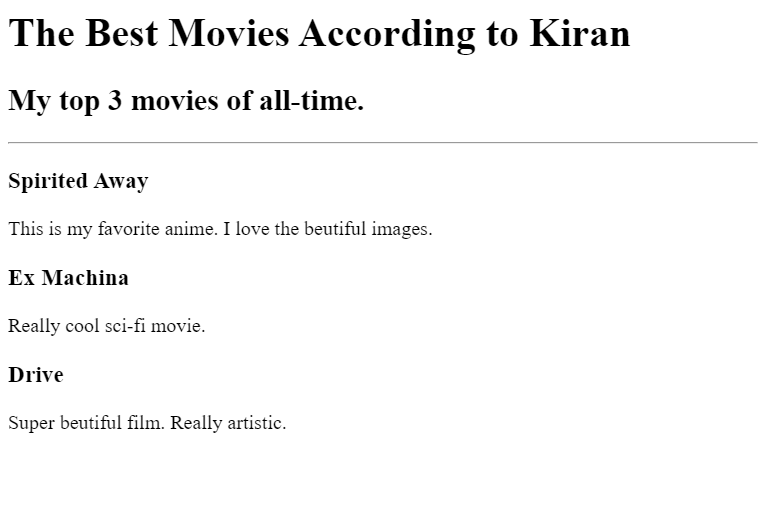 The Best Movies According to Kiran
My top 3 movies of all-time.
Spirited Away
This is my favorite anime. I love the beutiful images.
Ex Machina
Really cool sci-fi movie.
Drive
Super beutiful film. Really artistic.